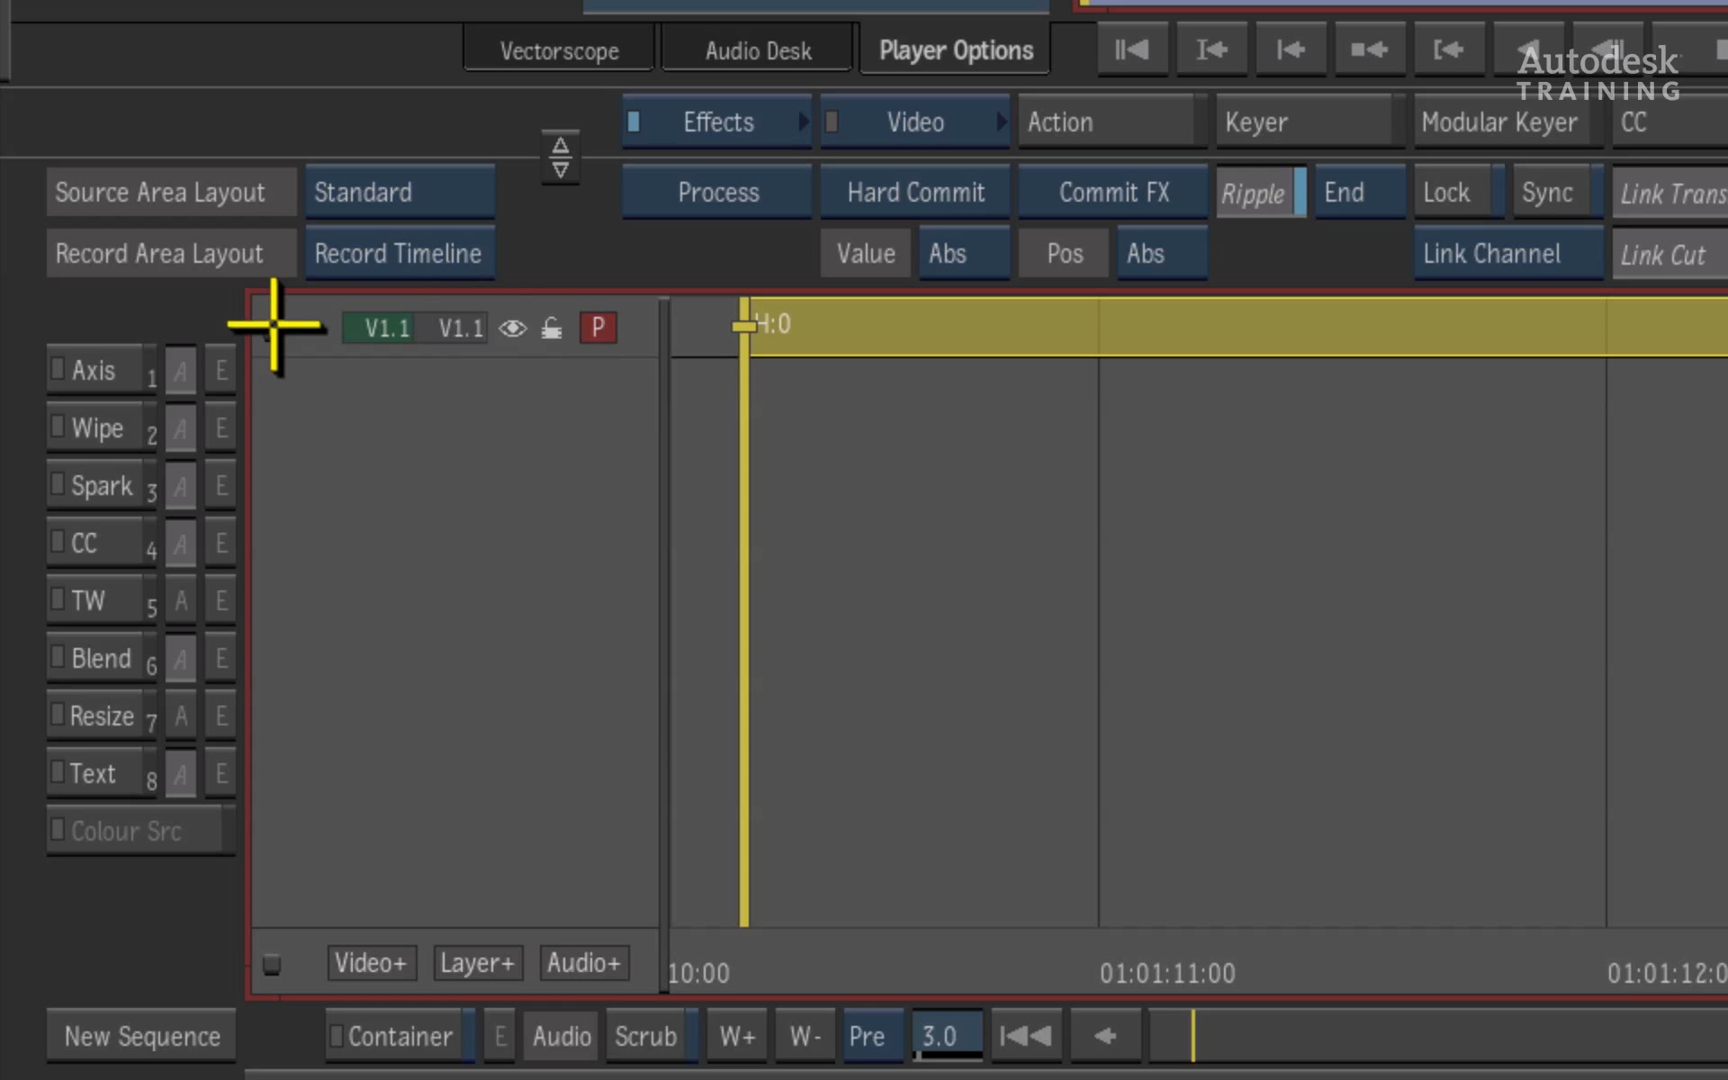 Vectorscope Audio Desk Player Options
Autodesk
TRAINING
Effects Video Action Keyer Modular Keyer CC
Source Area Layout Standard Process Hard Commit Commit FX Ripple End Lock Sync Link Trans
Record Area Layout Record Timeline Value Abs Pos Abs Link Channel Link Cut
V1.1 V1.1 P H:0
Axis 1 A E
Wipe 2 A E
Spark 3 A E
CC 4 A E
TW 5 A E
Blend 6 A E
Resize 7 A E
Text 8 A E
Colour Src
Video+ Layer+ Audio+ 10:00 01:01:11:00 01:01:12:0
New Sequence Container E Audio Scrub W+ W- Pre 3.0